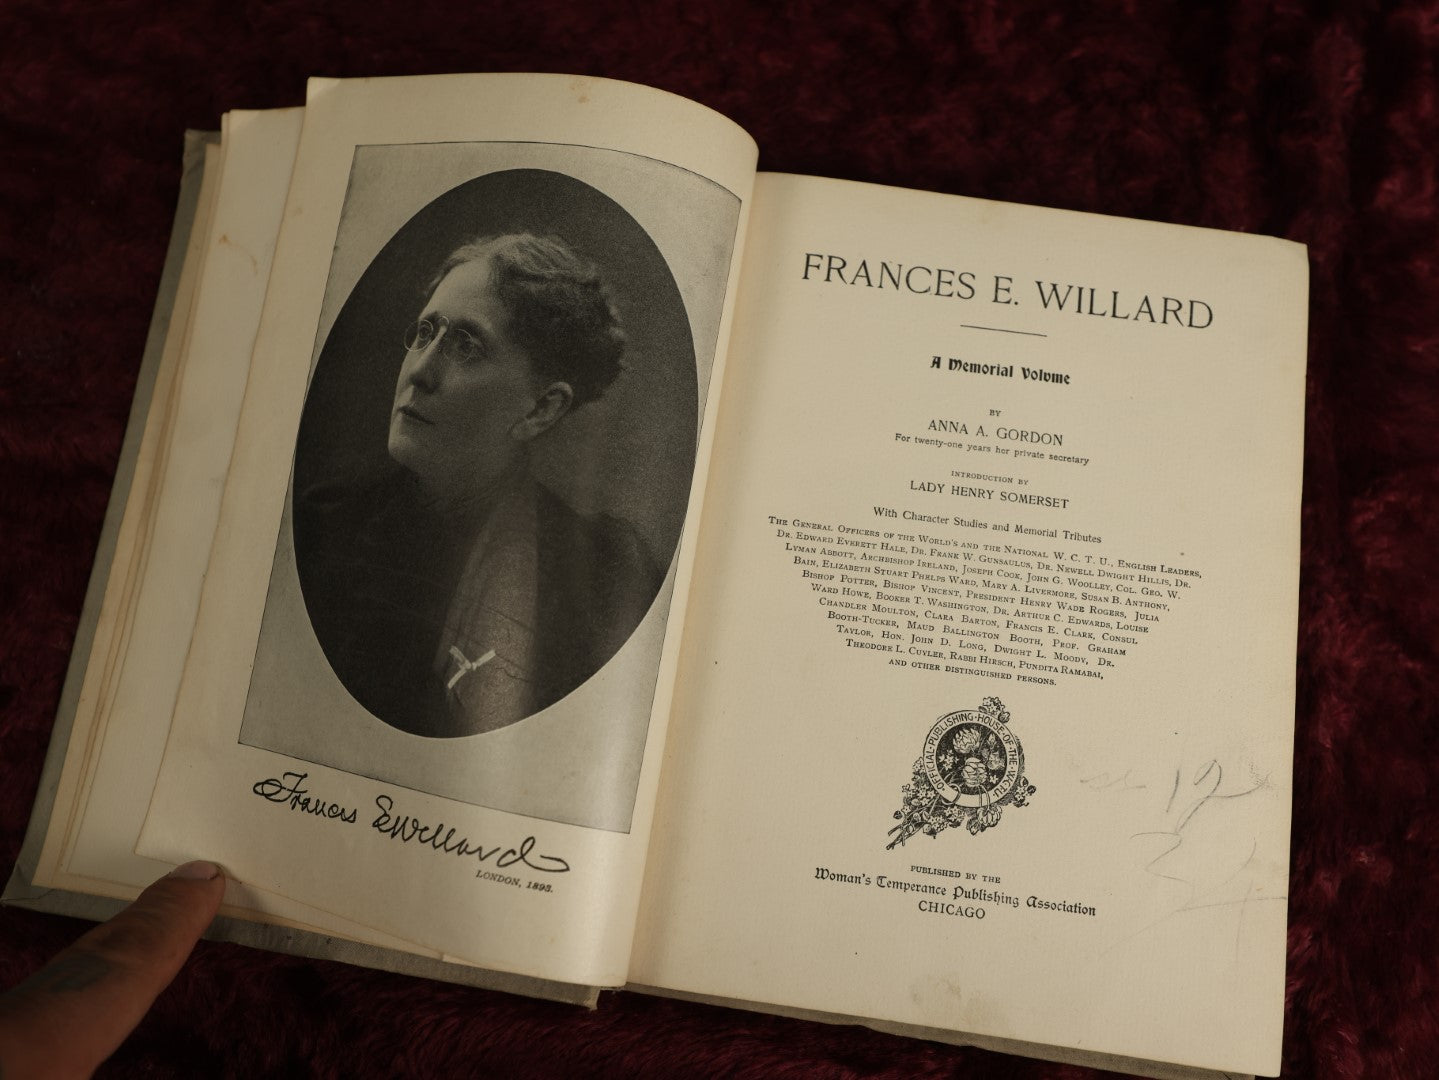 Frances E. Willard
LONDON, 1893.
FRANCES E. WILLARD
A Memorial Volume
BY
ANNA A. GORDON
For twenty-one years her private secretary
INTRODUCTION BY
LADY HENRY SOMERSET
With Character Studies and Memorial Tributes
THE GENERAL OFFICERS OF THE WORLD'S AND THE NATIONAL W. C. T. U., ENGLISH LEADERS,
DR. EDWARD EVERETT HALE, DR. FRANK W. GUNSAULUS, DR. NEWELL DWIGHT HILLIS, DR.
LYMAN ABBOTT, ARCHBISHOP IRELAND, JOSEPH COOK, JOHN G. WOOLLEY, COL. GEO. W.
BAIN, ELIZABETH STUART PHELPS WARD, MARY A. LIVERMORE, SUSAN B. ANTHONY,
BISHOP POTTER, BISHOP VINCENT, PRESIDENT HENRY WADE ROGERS, JULIA
WARD HOWE, BOOKER T. WASHINGTON, DR. ARTHUR C. EDWARDS, LOUISE
CHANDLER MOULTON, CLARA BARTON, FRANCIS E. CLARK, CONSUL
BOOTH-TUCKER, MAUD BALLINGTON BOOTH, PROF. GRAHAM
TAYLOR, HON. JOHN D. LONG, DWIGHT L. MOODY, DR.
THEODORE L. CUYLER, RABBI HIRSCH, PUNDITA RAMABAI,
AND OTHER DISTINGUISHED PERSONS.
OFFICIAL·PUBLISHING·HOUSE·OF·THE·W.C.T.U.
PUBLISHED BY THE
Woman's Temperance Publishing Association
CHICAGO